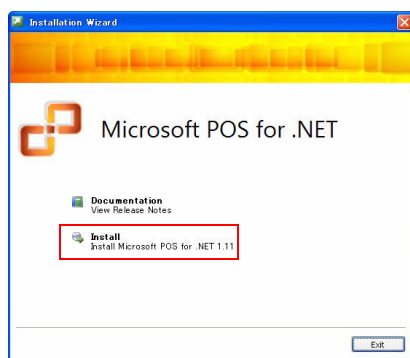 Installation Wizard
Microsoft POS for .NET
Documentation
View Release Notes
Install
Install Microsoft POS for .NET 1.11
Exit